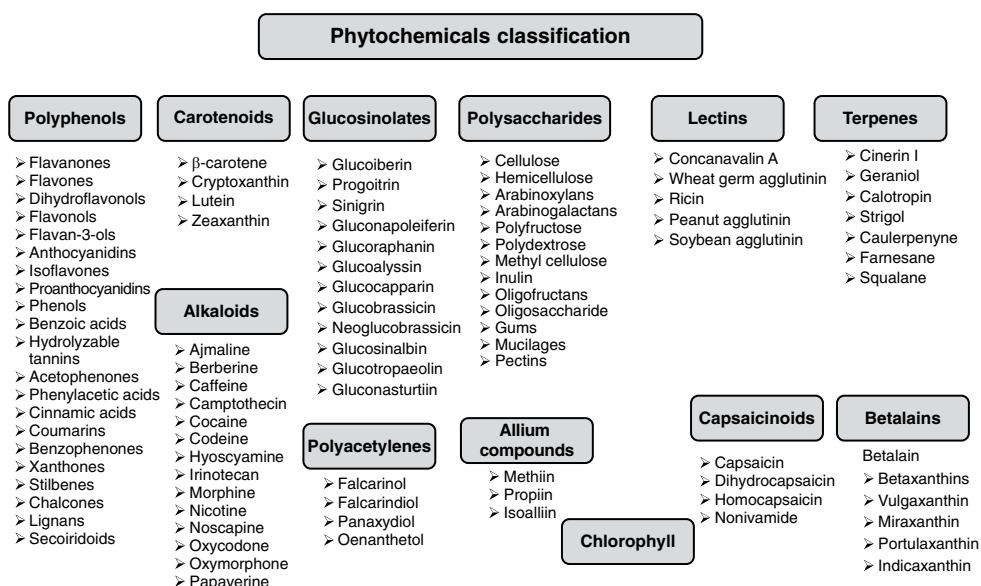 Phytochemicals classification
Polyphenols
➢ Flavanones
➢ Flavones
➢ Dihydroflavonols
➢ Flavonols
➢ Flavan-3-ols
➢ Anthocyanidins
➢ Isoflavones
➢ Proanthocyanidins
➢ Phenols
➢ Benzoic acids
➢ Hydrolyzable
tannins
➢ Acetophenones
➢ Phenylacetic acids
➢ Cinnamic acids
➢ Coumarins
➢ Benzophenones
➢ Xanthones
➢ Stilbenes
➢ Chalcones
➢ Lignans
➢ Secoiridoids
Carotenoids
➢ β-carotene
➢ Cryptoxanthin
➢ Lutein
➢ Zeaxanthin
Alkaloids
➢ Ajmaline
➢ Berberine
➢ Caffeine
➢ Camptothecin
➢ Cocaine
➢ Codeine
➢ Hyoscyamine
➢ Irinotecan
➢ Morphine
➢ Nicotine
➢ Noscapine
➢ Oxycodone
➢ Oxymorphone
➢ Papaverine
Glucosinolates
➢ Glucoiberin
➢ Progoitrin
➢ Sinigrin
➢ Gluconapoleiferin
➢ Glucoraphanin
➢ Glucoalyssin
➢ Glucocapparin
➢ Glucobrassicin
➢ Neoglucobrassicin
➢ Glucosinalbin
➢ Glucotropaeolin
➢ Gluconasturtiin
Polyacetylenes
➢ Falcarinol
➢ Falcarindiol
➢ Panaxydiol
➢ Oenanthetol
Polysaccharides
➢ Cellulose
➢ Hemicellulose
➢ Arabinoxylans
➢ Arabinogalactans
➢ Polyfructose
➢ Polydextrose
➢ Methyl cellulose
➢ Inulin
➢ Oligofructans
➢ Oligosaccharide
➢ Gums
➢ Mucilages
➢ Pectins
Allium
compounds
➢ Methiin
➢ Propiin
➢ Isoalliin
Chlorophyll
Lectins
➢ Concanavalin A
➢ Wheat germ agglutinin
➢ Ricin
➢ Peanut agglutinin
➢ Soybean agglutinin
Capsaicinoids
➢ Capsaicin
➢ Dihydrocapsaicin
➢ Homocapsaicin
➢ Nonivamide
Terpenes
➢ Cinerin I
➢ Geraniol
➢ Calotropin
➢ Strigol
➢ Caulerpenyne
➢ Farnesane
➢ Squalane
Betalains
Betalain
➢ Betaxanthins
➢ Vulgaxanthin
➢ Miraxanthin
➢ Portulaxanthin
➢ Indicaxanthin